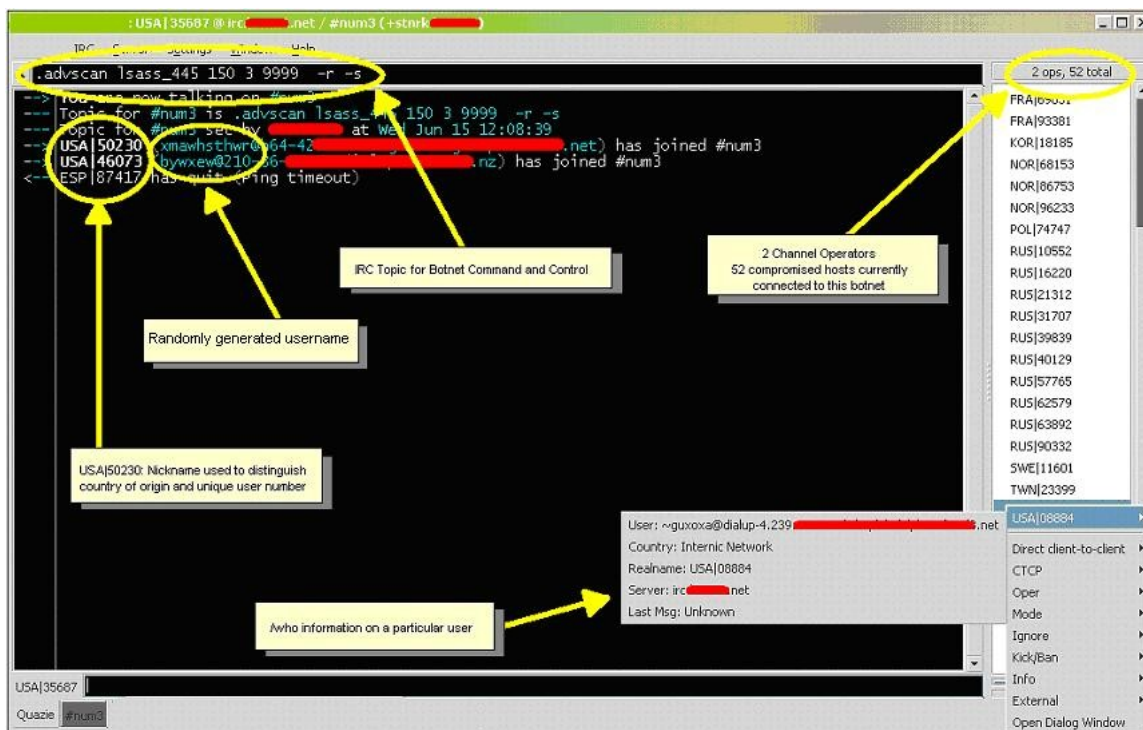 : USA|35687 @ irc .net / #num3 (+stnrk )
IRC Server Settings Window Help
.advscan lsass_445 150 3 9999 -r -s
2 ops, 52 total
--> You are now talking on #num3
--- Topic for #num3 is .advscan lsass_445 150 3 9999 -r -s
--- Topic for #num3 set by at Wed Jun 15 12:08:39
--> USA|50230 (xmawhsthwr@ 64-42 .net) has joined #num3
--> USA|46073 (bywxew@210- 6- .nz) has joined #num3
<-- ESP|87417 has quit (Ping timeout)
FRA|69031
FRA|93381
KOR|18185
NOR|68153
NOR|86753
NOR|96233
POL|74747
RUS|10552
RUS|16220
RUS|21312
RUS|31707
RUS|39839
RUS|40129
RUS|57765
RUS|62579
RUS|63892
RUS|90332
SWE|11601
TWN|23399
USA|08884
IRC Topic for Botnet Command and Control
2 Channel Operators
52 compromised hosts currently
connected to this botnet
Randomly generated username
USA|50230: Nickname used to distinguish
country of origin and unique user number
/who information on a particular user
User: ~guxoxa@dialup-4.239 .net
Country: Internic Network
Realname: USA|08884
Server: irc .net
Last Msg: Unknown
Direct client-to-client
CTCP
Oper
Mode
Ignore
Kick/Ban
Info
External
Open Dialog Window
USA|35687
Quazie #num3